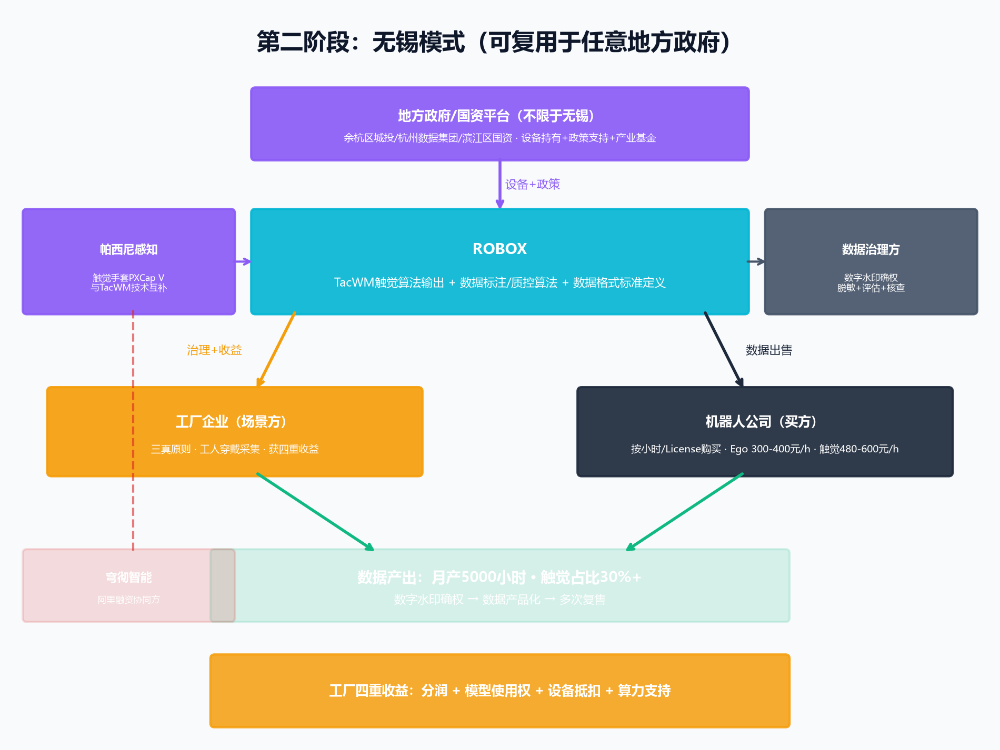 第二阶段：无锡模式（可复用于任意地方政府）
地方政府/国资平台（不限于无锡）
余杭区城投/杭州数据集团/滨江区国资 · 设备持有+政策支持+产业基金
设备+政策
帕西尼感知
触觉手套PXCap V
与TacWM技术互补
ROBOX
TacWM触觉算法输出 + 数据标注/质控算法 + 数据格式标准定义
数据治理方
数字水印确权
脱敏+评估+核查
治理+收益
数据出售
工厂企业（场景方）
三真原则 · 工人穿戴采集 · 获四重收益
机器人公司（买方）
按小时/License购买 · Ego 300-400元/h · 触觉480-600元/h
穹彻智能
阿里融资协同方
数据产出：月产5000小时 • 触觉占比30%+
数字水印确权 → 数据产品化 → 多次复售
工厂四重收益：分润 + 模型使用权 + 设备抵扣 + 算力支持